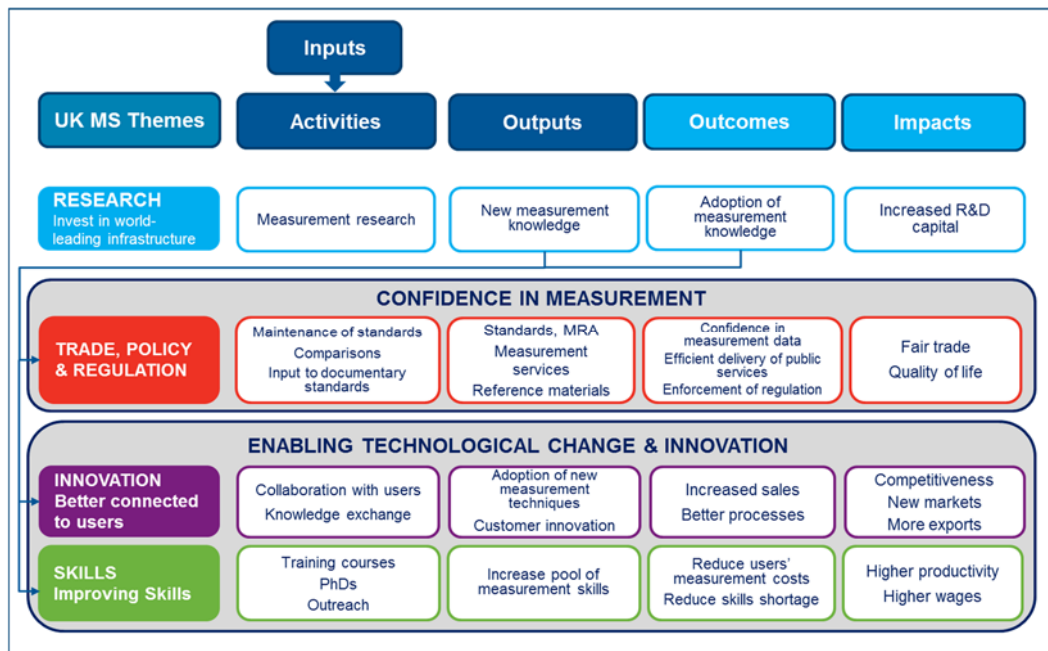 Inputs
UK MS Themes
Activities
Outputs
Outcomes
Impacts
RESEARCH
Invest in world-
leading infrastructure
Measurement research
New measurement
knowledge
Adoption of
measurement
knowledge
Increased R&D
capital
CONFIDENCE IN MEASUREMENT
TRADE, POLICY
& REGULATION
Maintenance of standards
Comparisons
Input to documentary
standards
Standards, MRA
Measurement
services
Reference materials
Confidence in
measurement data
Efficient delivery of public
services
Enforcement of regulation
Fair trade
Quality of life
ENABLING TECHNOLOGICAL CHANGE & INNOVATION
INNOVATION
Better connected
to users
Collaboration with users
Knowledge exchange
Adoption of new
measurement
techniques
Customer innovation
Increased sales
Better processes
Competitiveness
New markets
More exports
SKILLS
Improving Skills
Training courses
PhDs
Outreach
Increase pool of
measurement skills
Reduce users'
measurement costs
Reduce skills shortage
Higher productivity
Higher wages